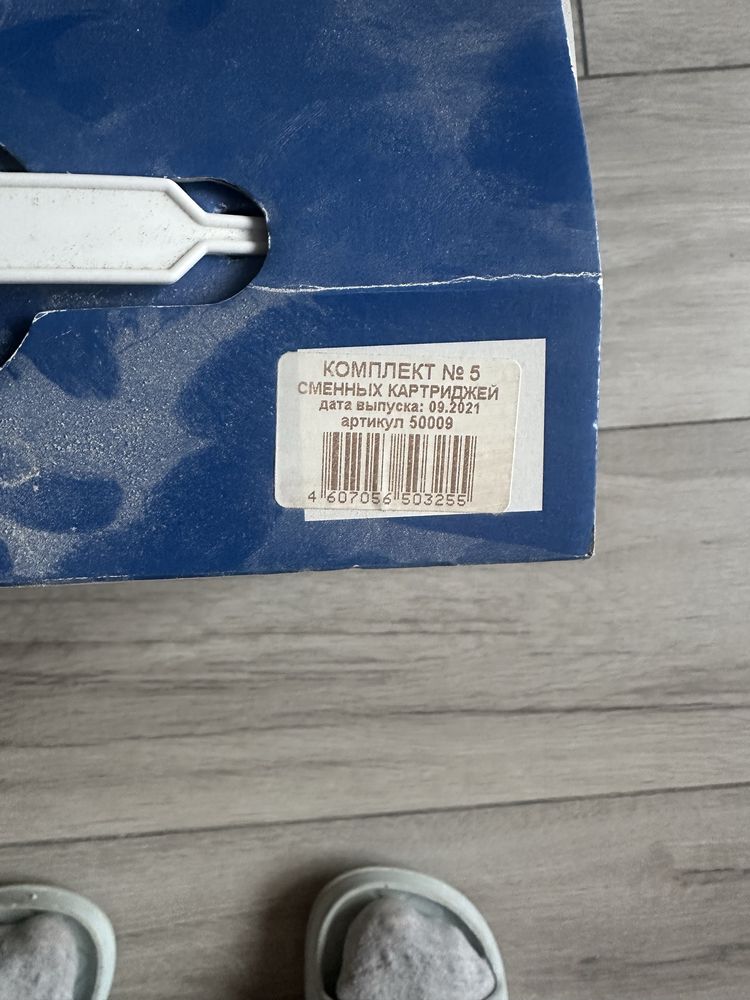 КОМПЛЕКТ № 5
СМЕННЫХ КАРТРИДЖЕЙ
дата выпуска: 09.2021
артикул 50009
4 607056 503255